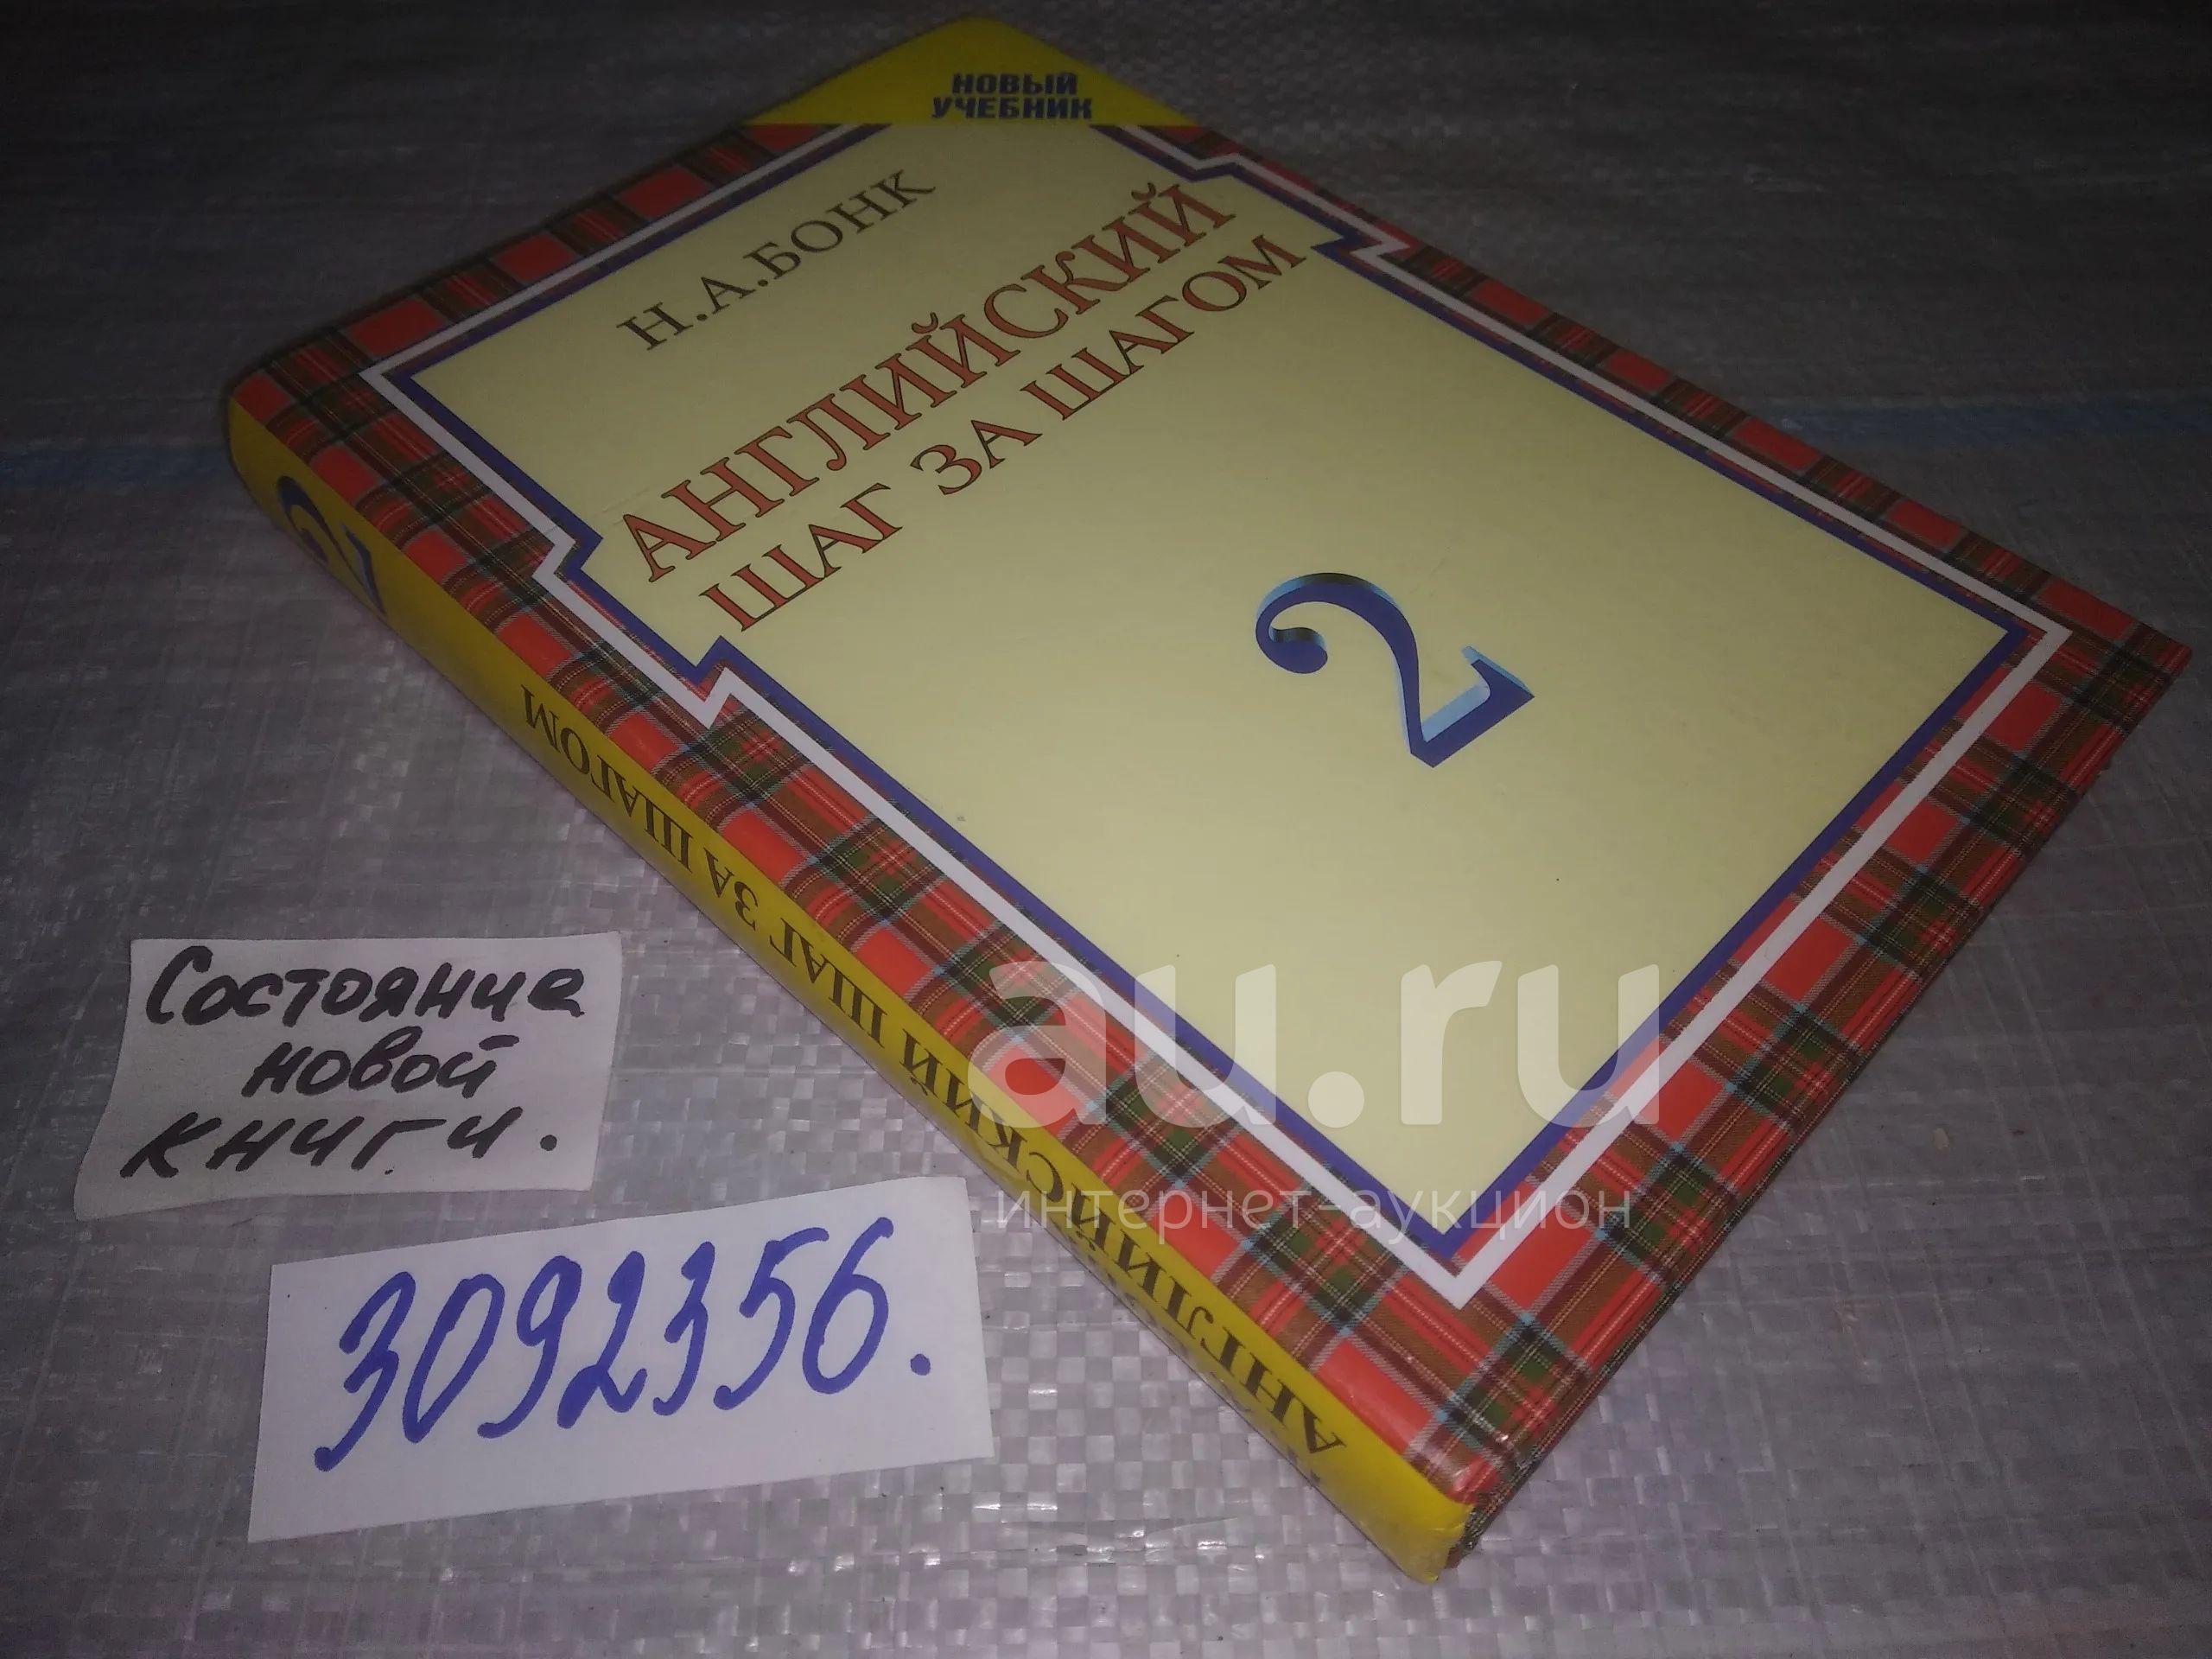 НОВЫЙ
УЧЕБНИК
Н.А.БОНК
АНГЛИЙСКИЙ
ШАГ ЗА ШАГОМ
2
АНГЛИЙСКИЙ ШАГ ЗА ШАГОМ 2
Состояние
новой
книги.
3092356.
au.ru
интернет-аукцион